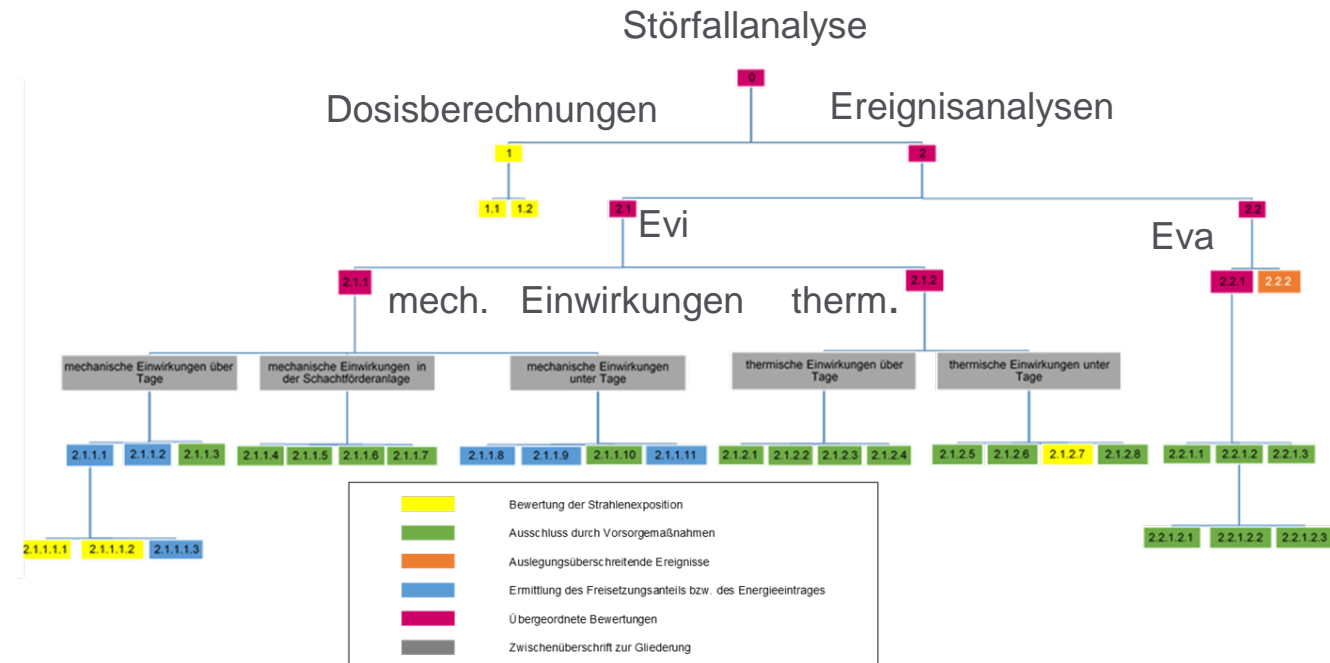 Störfallanalyse
0
Dosisberechnungen
Ereignisanalysen
1
2
1.1 1.2
2.1
2.2
Evi
Eva
2.1.1
2.1.2
2.2.1 2.2.2
mech. Einwirkungen therm.
mechanische Einwirkungen über
Tage
mechanische Einwirkungen in
der Schachtförderanlage
mechanische Einwirkungen
unter Tage
thermische Einwirkungen über
Tage
thermische Einwirkungen unter
Tage
2.1.1.1 2.1.1.2 2.1.1.3 2.1.1.4 2.1.1.5 2.1.1.6 2.1.1.7 2.1.1.8 2.1.1.9 2.1.1.10 2.1.1.11 2.1.2.1 2.1.2.2 2.1.2.3 2.1.2.4 2.1.2.5 2.1.2.6 2.1.2.7 2.1.2.8 2.2.1.1 2.2.1.2 2.2.1.3
2.1.1.1.1 2.1.1.1.2 2.1.1.1.3
2.2.1.2.1 2.2.1.2.2 2.2.1.2.3
Bewertung der Strahlenexposition
Ausschluss durch Vorsorgemaßnahmen
Auslegungsüberschreitende Ereignisse
Ermittlung des Freisetzungsanteils bzw. des Energieeintrages
Übergeordnete Bewertungen
Zwischenüberschrift zur Gliederung